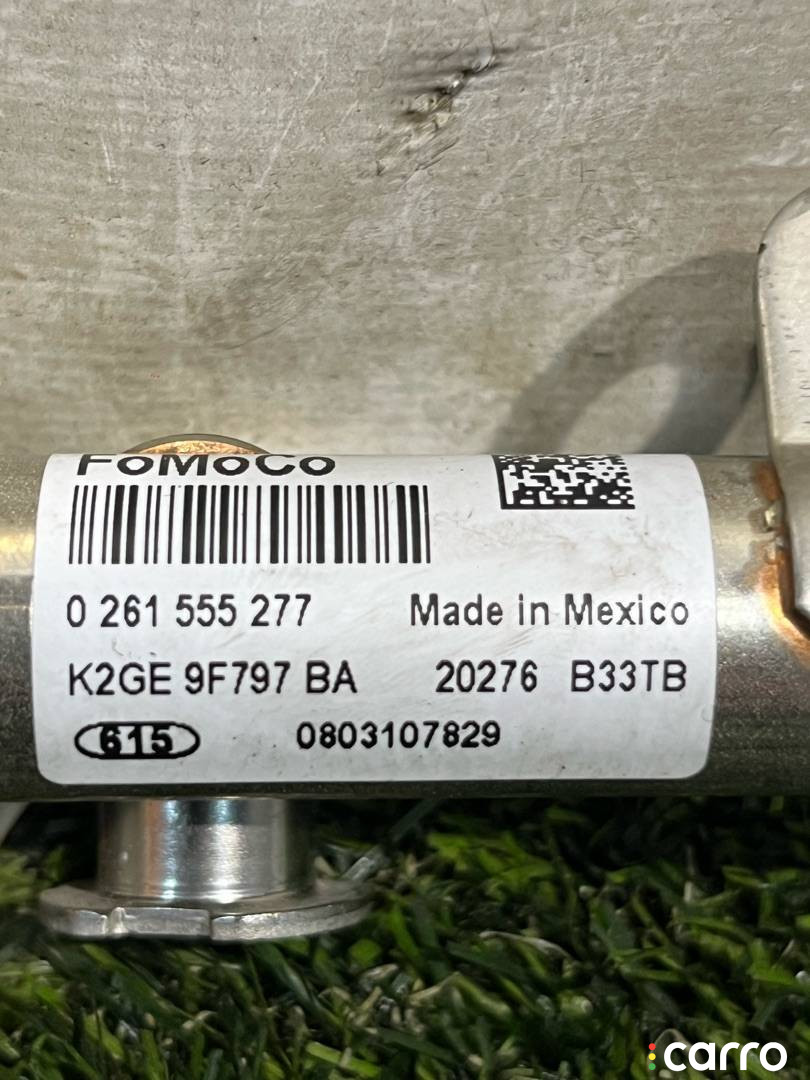 FoMoCo
0 261 555 277 Made in Mexico
K2GE 9F797 BA 20276 B33TB
615 0803107829
carro